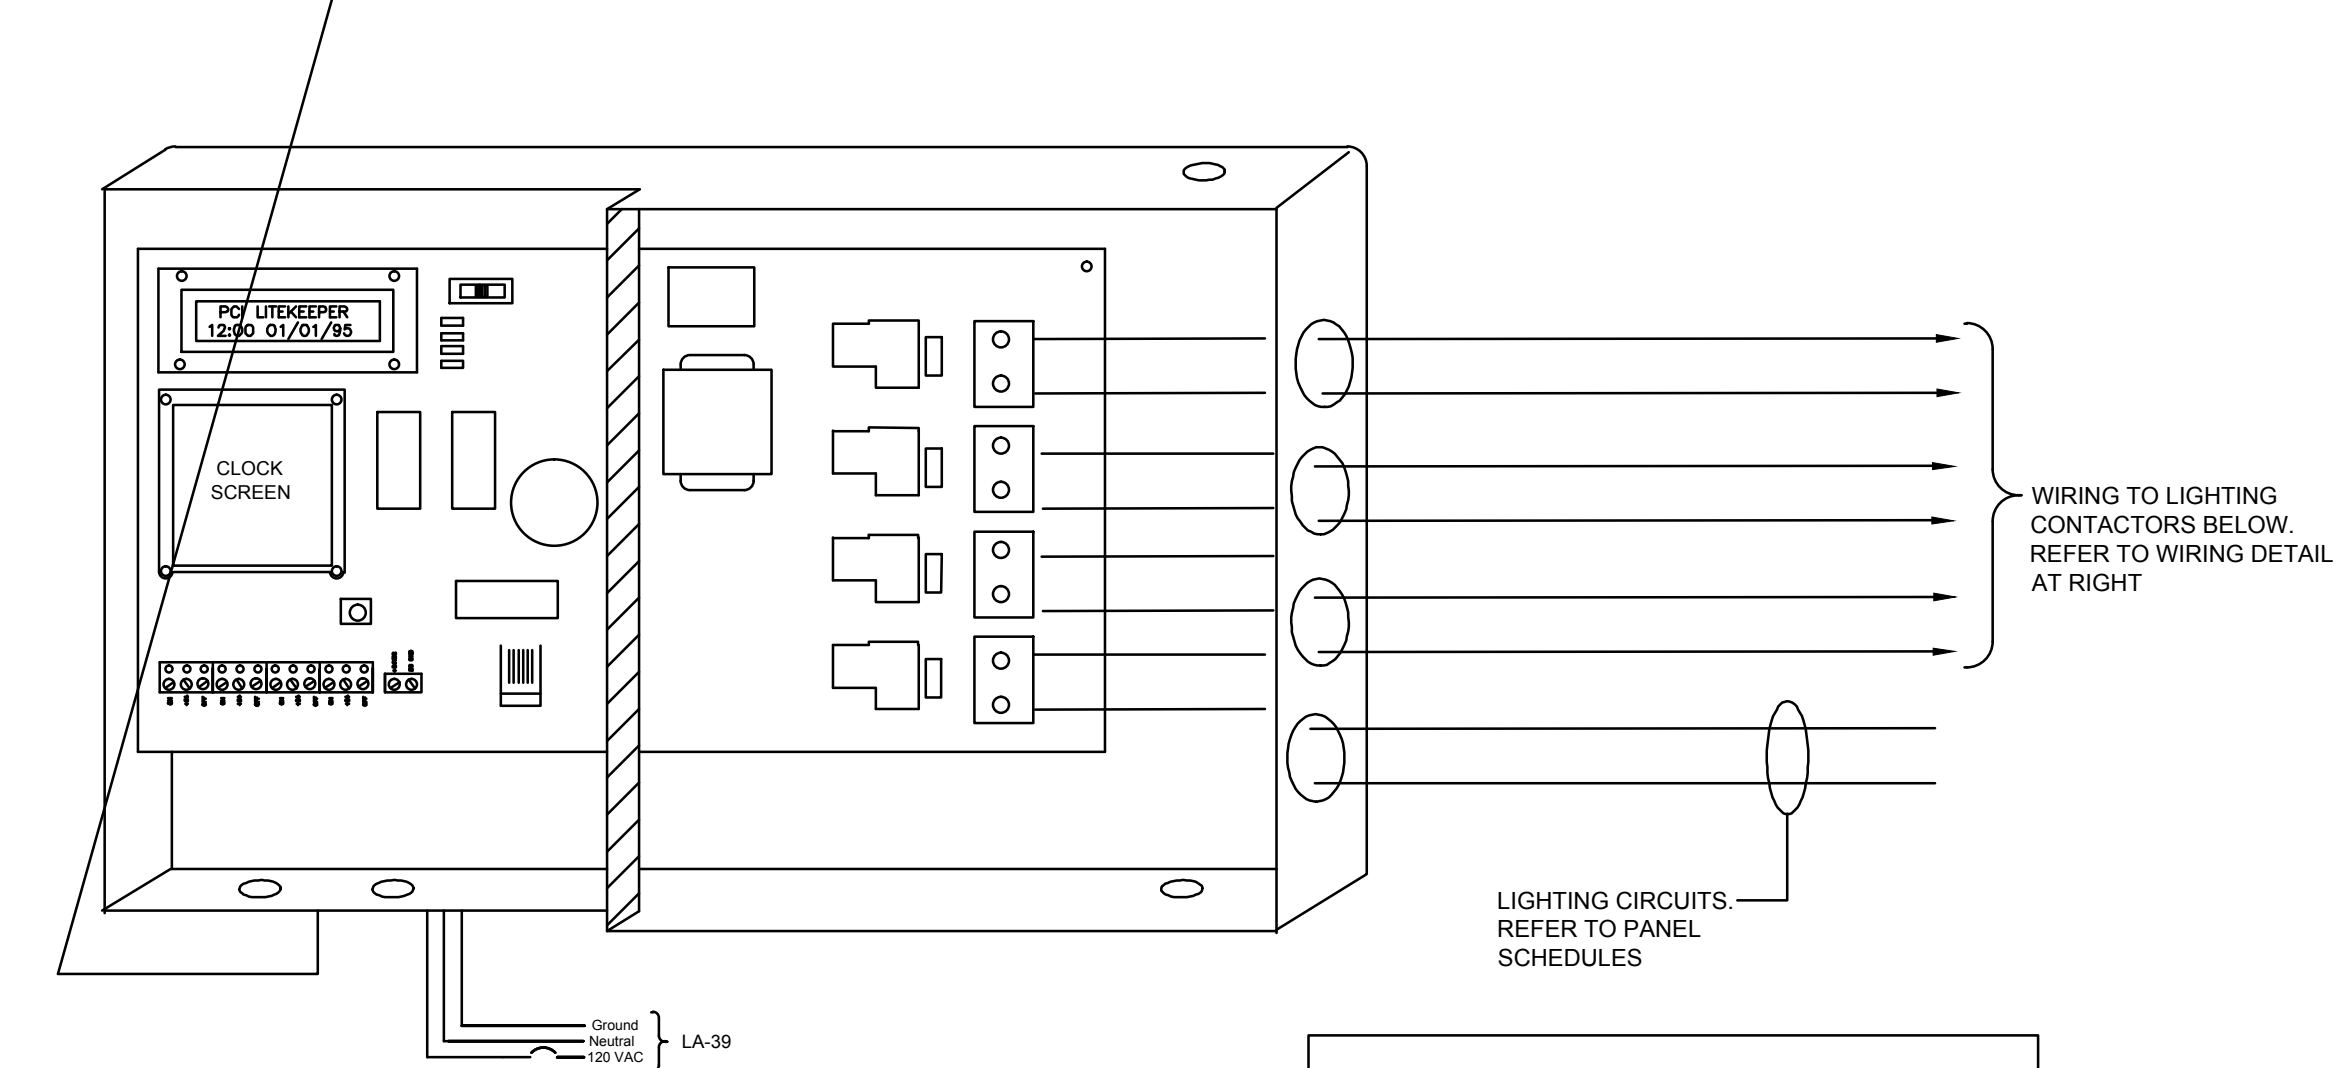 PCI LITEKEEPER
12:00 01/01/95
CLOCK
SCREEN
WIRING TO LIGHTING
CONTACTORS BELOW.
REFER TO WIRING DETAIL
AT RIGHT
LIGHTING CIRCUITS.
REFER TO PANEL
SCHEDULES
Ground
Neutral
120 VAC
LA-39